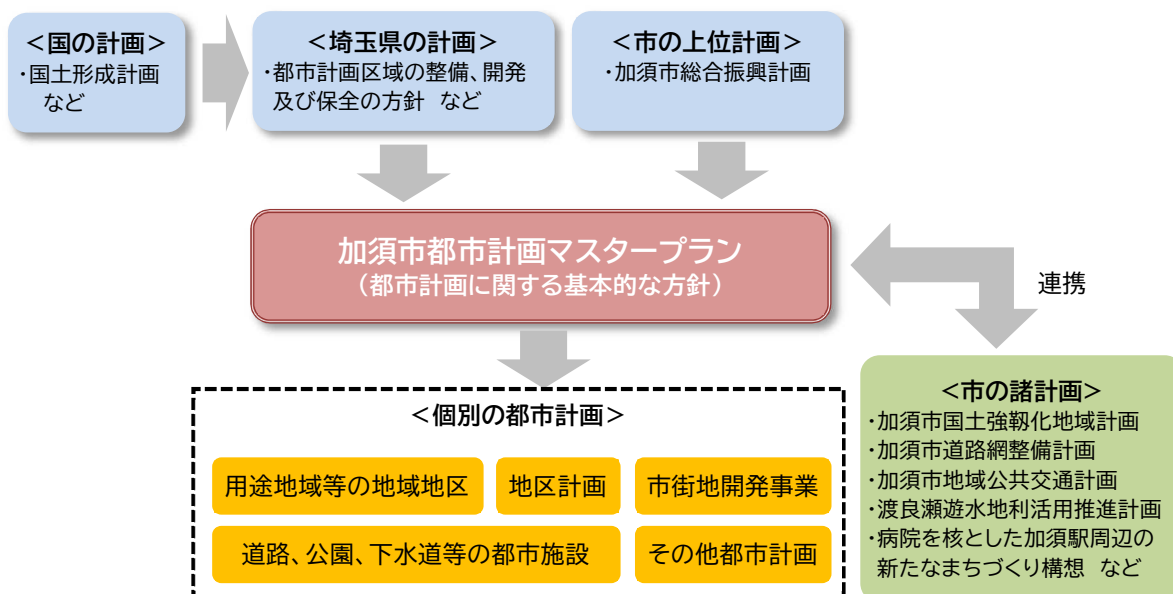 ＜国の計画＞
・国土形成計画
など
＜埼玉県の計画＞
・都市計画区域の整備、開発
及び保全の方針 など
＜市の上位計画＞
・加須市総合振興計画
加須市都市計画マスタープラン
（都市計画に関する基本的な方針）
連携
＜個別の都市計画＞
用途地域等の地域地区
地区計画
市街地開発事業
道路、公園、下水道等の都市施設
その他都市計画
＜市の諸計画＞
・加須市国土強靱化地域計画
・加須市道路網整備計画
・加須市地域公共交通計画
・渡良瀬遊水地利活用推進計画
・病院を核とした加須駅周辺の
新たなまちづくり構想 など